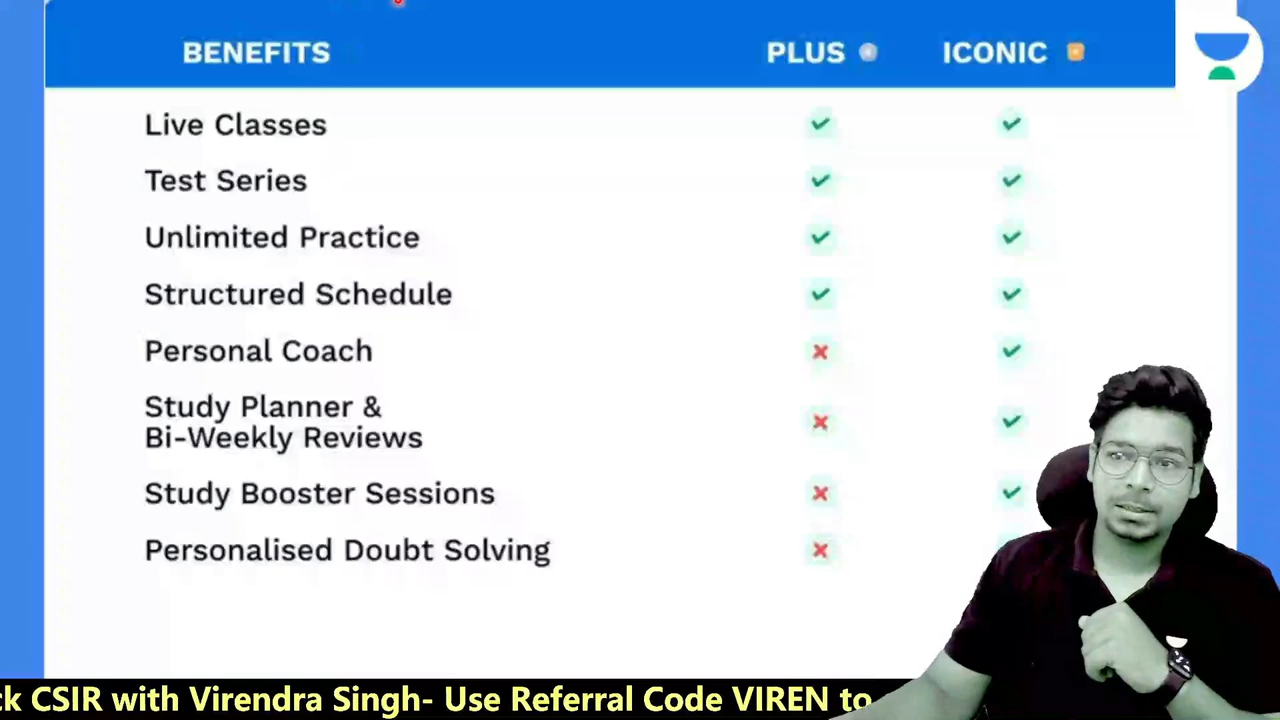 BENEFITS PLUS ICONIC
Live Classes
Test Series
Unlimited Practice
Structured Schedule
Personal Coach
Study Planner &
Bi-Weekly Reviews
Study Booster Sessions
Personalised Doubt Solving
CSIR with Virendra Singh- Use Referral Code VIREN to